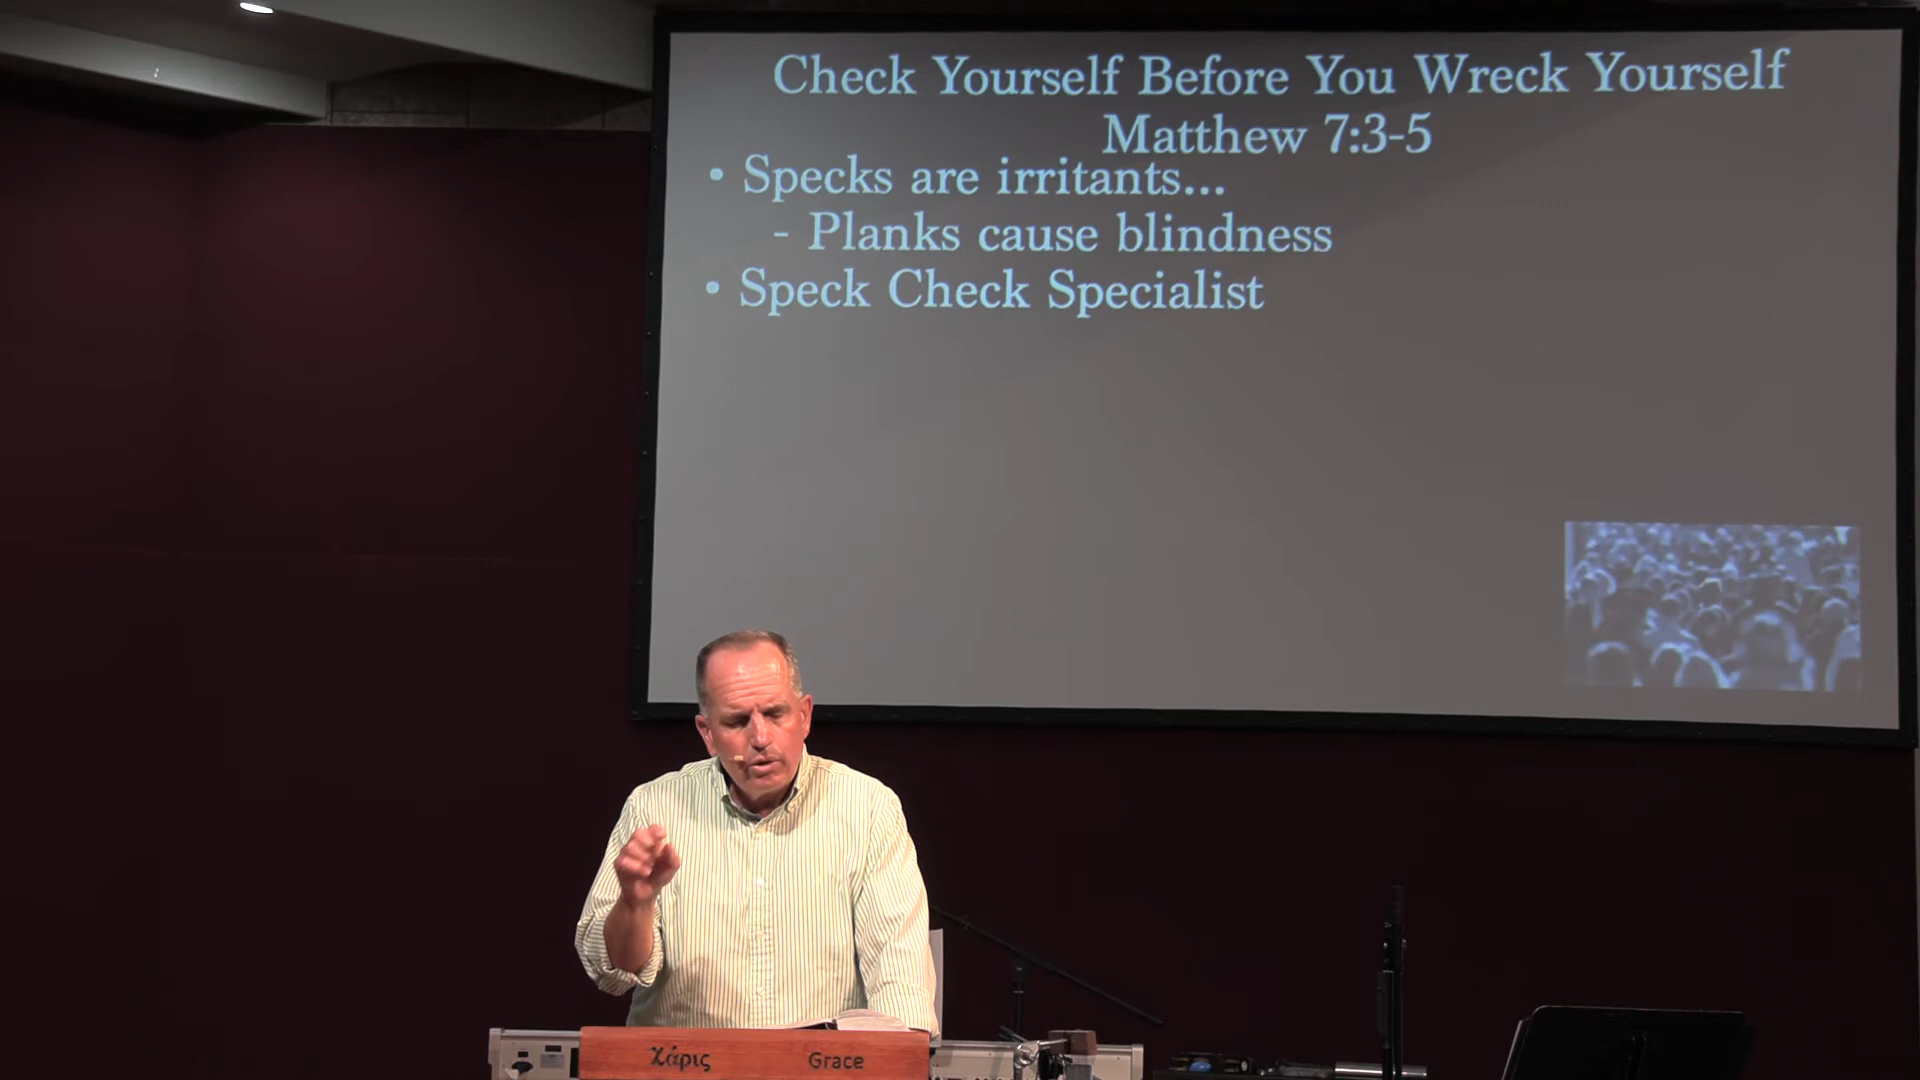 Check Yourself Before You Wreck Yourself
Matthew 7:3-5
• Specks are irritants...
- Planks cause blindness
• Speck Check Specialist
Χάρις Grace